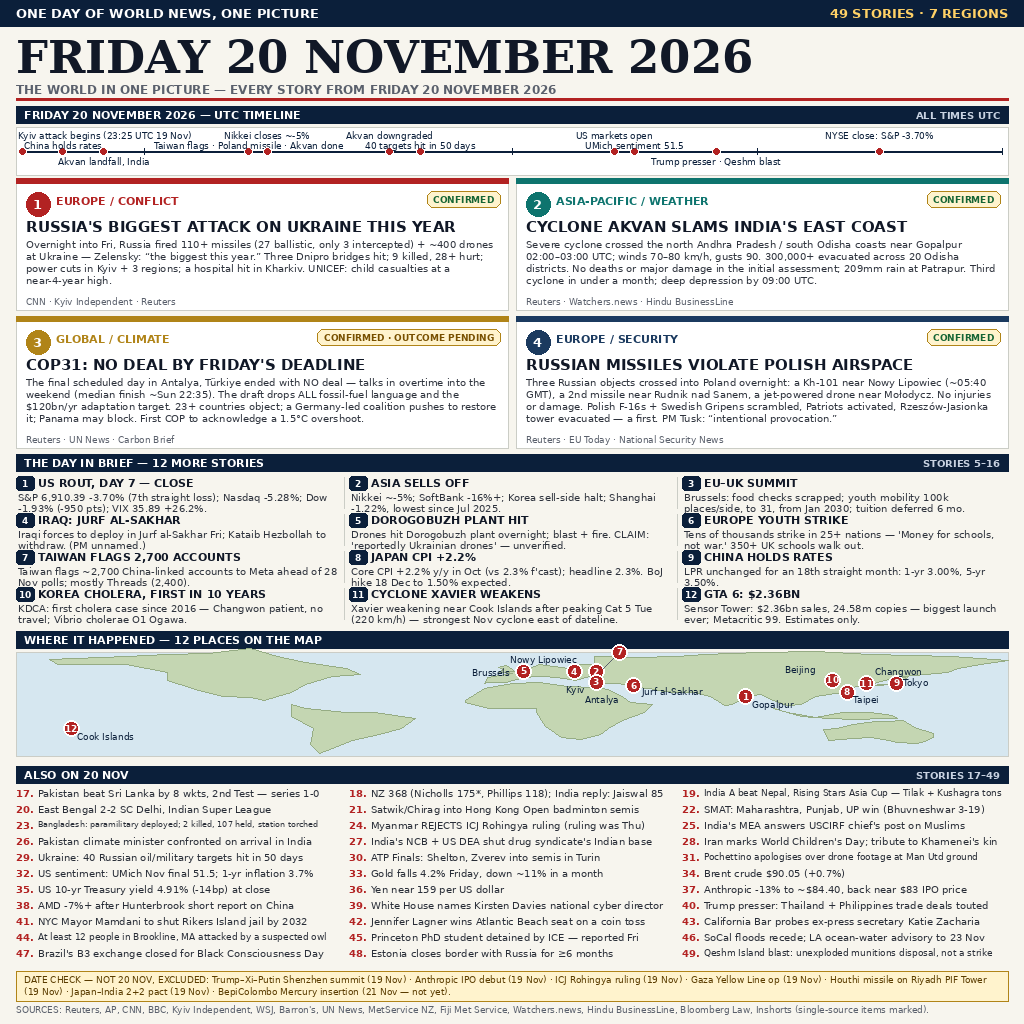 ONE DAY OF WORLD NEWS, ONE PICTURE
49 STORIES · 7 REGIONS
FRIDAY 20 NOVEMBER 2026
THE WORLD IN ONE PICTURE — EVERY STORY FROM FRIDAY 20 NOVEMBER 2026
FRIDAY 20 NOVEMBER 2026 — UTC TIMELINE
ALL TIMES UTC
Kyiv attack begins (23:25 UTC 19 Nov)
Nikkei closes ~-5%
Akvan downgraded
US markets open
NYSE close: S&P -3.70%
China holds rates
Taiwan flags · Poland missile · Akvan done
40 targets hit in 50 days
UMich sentiment 51.5
Akvan landfall, India
Trump presser · Qeshm blast
1 EUROPE / CONFLICT
CONFIRMED
RUSSIA'S BIGGEST ATTACK ON UKRAINE THIS YEAR
Overnight into Fri, Russia fired 110+ missiles (27 ballistic, only 3 intercepted) + ~400 drones
at Ukraine — Zelensky: “the biggest this year.” Three Dnipro bridges hit; 9 killed, 28+ hurt;
power cuts in Kyiv + 3 regions; a hospital hit in Kharkiv. UNICEF: child casualties at a
near-4-year high.
CNN · Kyiv Independent · Reuters
2 ASIA-PACIFIC / WEATHER
CONFIRMED
CYCLONE AKVAN SLAMS INDIA'S EAST COAST
Severe cyclone crossed the north Andhra Pradesh / south Odisha coasts near Gopalpur
02:00–03:00 UTC; winds 70–80 km/h, gusts 90. 300,000+ evacuated across 20 Odisha
districts. No deaths or major damage in the initial assessment; 209mm rain at Patrapur. Third
cyclone in under a month; deep depression by 09:00 UTC.
Reuters · Watchers.news · Hindu BusinessLine
3 GLOBAL / CLIMATE
CONFIRMED · OUTCOME PENDING
COP31: NO DEAL BY FRIDAY'S DEADLINE
The final scheduled day in Antalya, Türkiye ended with NO deal — talks in overtime into the
weekend (median finish ~Sun 22:35). The draft drops ALL fossil-fuel language and the
$120bn/yr adaptation target. 23+ countries object; a Germany-led coalition pushes to restore
it; Panama may block. First COP to acknowledge a 1.5°C overshoot.
Reuters · UN News · Carbon Brief
4 EUROPE / SECURITY
CONFIRMED
RUSSIAN MISSILES VIOLATE POLISH AIRSPACE
Three Russian objects crossed into Poland overnight: a Kh-101 near Nowy Lipowiec (~05:40
GMT), a 2nd missile near Rudnik nad Sanem, a jet-powered drone near Mołodycz. No injuries
or damage. Polish F-16s + Swedish Gripens scrambled, Patriots activated, Rzeszów-Jasionka
tower evacuated — a first. PM Tusk: “intentional provocation.”
Reuters · EU Today · National Security News
THE DAY IN BRIEF — 12 MORE STORIES
STORIES 5–16
1 US ROUT, DAY 7 — CLOSE
S&P 6,910.39 -3.70% (7th straight loss); Nasdaq -5.28%; Dow
-1.93% (-950 pts); VIX 35.89 +26.2%.
2 ASIA SELLS OFF
Nikkei ~-5%; SoftBank -16%+; Korea sell-side halt; Shanghai
-1.22%, lowest since Jul 2025.
3 EU-UK SUMMIT
Brussels: food checks scrapped; youth mobility 100k
places/side, to 31, from Jan 2030; tuition deferred 6 mo.
4 IRAQ: JURF AL-SAKHAR
Iraqi forces to deploy in Jurf al-Sakhar Fri; Kataib Hezbollah to
withdraw. (PM unnamed.)
5 DOROGOBUZH PLANT HIT
Drones hit Dorogobuzh plant overnight; blast + fire. CLAIM:
'reportedly Ukrainian drones' — unverified.
6 EUROPE YOUTH STRIKE
Tens of thousands strike in 25+ nations — 'Money for schools,
not war.' 350+ UK schools walk out.
7 TAIWAN FLAGS 2,700 ACCOUNTS
Taiwan flags ~2,700 China-linked accounts to Meta ahead of 28
Nov polls; mostly Threads (2,400).
8 JAPAN CPI +2.2%
Core CPI +2.2% y/y in Oct (vs 2.3% f'cast); headline 2.3%. BoJ
hike 18 Dec to 1.50% expected.
9 CHINA HOLDS RATES
LPR unchanged for an 18th straight month: 1-yr 3.00%, 5-yr
3.50%.
10 KOREA CHOLERA, FIRST IN 10 YEARS
KDCA: first cholera case since 2016 — Changwon patient, no
travel; Vibrio cholerae O1 Ogawa.
11 CYCLONE XAVIER WEAKENS
Xavier weakening near Cook Islands after peaking Cat 5 Tue
(220 km/h) — strongest Nov cyclone east of dateline.
12 GTA 6: $2.36BN
Sensor Tower: $2.36bn sales, 24.58m copies — biggest launch
ever; Metacritic 99. Estimates only.
WHERE IT HAPPENED — 12 PLACES ON THE MAP
7
Nowy Lipowiec
Brussels 5 4 2
Beijing
Changwon
3 Kyiv
6 Jurf al-Sakhar
10 11 9 Tokyo
Antalya
1 Gopalpur
8 Taipei
12 Cook Islands
ALSO ON 20 NOV
STORIES 17–49
17. Pakistan beat Sri Lanka by 8 wkts, 2nd Test — series 1-0
18. NZ 368 (Nicholls 175*, Phillips 118); India reply: Jaiswal 85
19. India A beat Nepal, Rising Stars Asia Cup — Tilak + Kushagra tons
20. East Bengal 2-2 SC Delhi, Indian Super League
21. Satwik/Chirag into Hong Kong Open badminton semis
22. SMAT: Maharashtra, Punjab, UP win (Bhuvneshwar 3-19)
23. Bangladesh: paramilitary deployed; 2 killed, 107 held, station torched
24. Myanmar REJECTS ICJ Rohingya ruling (ruling was Thu)
25. India's MEA answers USCIRF chief's post on Muslims
26. Pakistan climate minister confronted on arrival in India
27. India's NCB + US DEA shut drug syndicate's Indian base
28. Iran marks World Children's Day; tribute to Khamenei's kin
29. Ukraine: 40 Russian oil/military targets hit in 50 days
30. ATP Finals: Shelton, Zverev into semis in Turin
31. Pochettino apologises over drone footage at Man Utd ground
32. US sentiment: UMich Nov final 51.5; 1-yr inflation 3.7%
33. Gold falls 4.2% Friday, down ~11% in a month
34. Brent crude $90.05 (+0.7%)
35. US 10-yr Treasury yield 4.91% (-14bp) at close
36. Yen near 159 per US dollar
37. Anthropic -13% to ~$84.40, back near $83 IPO price
38. AMD -7%+ after Hunterbrook short report on China
39. White House names Kirsten Davies national cyber director
40. Trump presser: Thailand + Philippines trade deals touted
41. NYC Mayor Mamdani to shut Rikers Island jail by 2032
42. Jennifer Lagner wins Atlantic Beach seat on a coin toss
43. California Bar probes ex-press secretary Katie Zacharia
44. At least 12 people in Brookline, MA attacked by a suspected owl
45. Princeton PhD student detained by ICE — reported Fri
46. SoCal floods recede; LA ocean-water advisory to 23 Nov
47. Brazil's B3 exchange closed for Black Consciousness Day
48. Estonia closes border with Russia for ≥6 months
49. Qeshm Island blast: unexploded munitions disposal, not a strike
DATE CHECK — NOT 20 NOV, EXCLUDED: Trump–Xi–Putin Shenzhen summit (19 Nov) · Anthropic IPO debut (19 Nov) · ICJ Rohingya ruling (19 Nov) · Gaza Yellow Line op (19 Nov) · Houthi missile on Riyadh PIF Tower
(19 Nov) · Japan–India 2+2 pact (19 Nov) · BepiColombo Mercury insertion (21 Nov — not yet).
SOURCES: Reuters, AP, CNN, BBC, Kyiv Independent, WSJ, Barron's, UN News, MetService NZ, Fiji Met Service, Watchers.news, Hindu BusinessLine, Bloomberg Law, Inshorts (single-source items marked).